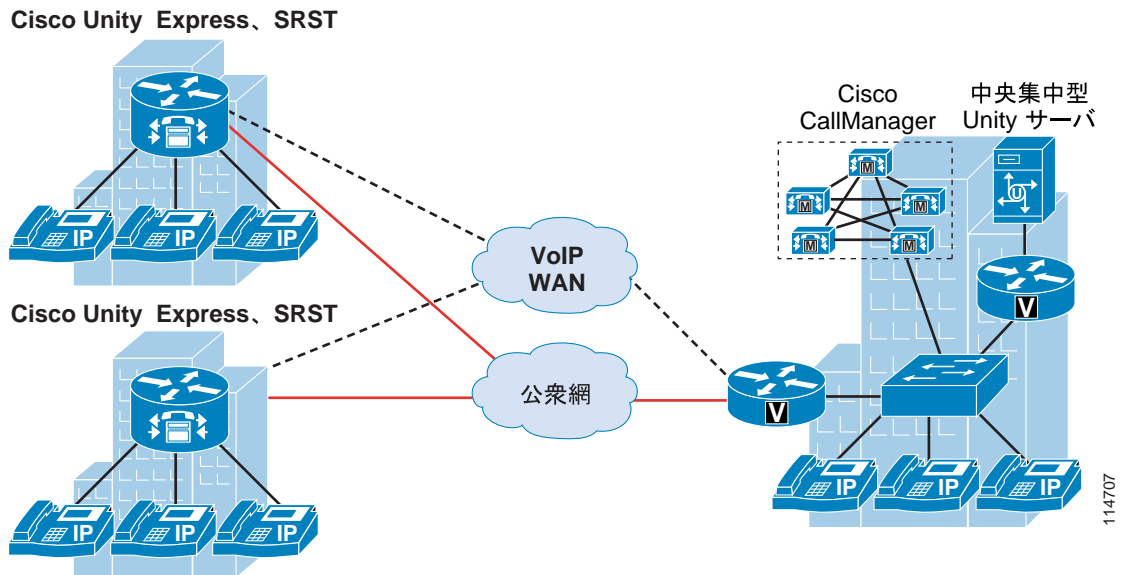 Cisco Unity Express、SRST
IP IP IP
Cisco Unity Express、SRST
IP IP IP
VoIP
WAN
公衆網
Cisco
CallManager
中央集中型
Unity サーバ
M
M M
M M
U
V
V
IP IP IP
114707